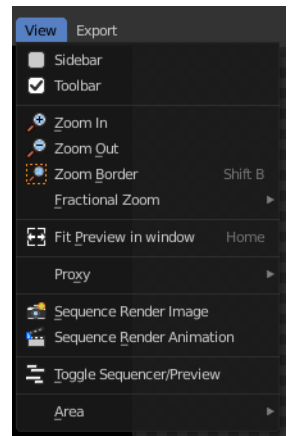 View Export
Sidebar
Toolbar
Zoom In
Zoom Out
Zoom Border Shift B
Fractional Zoom
Fit Preview in window Home
Proxy
Sequence Render Image
Sequence Render Animation
Toggle Sequencer/Preview
Area